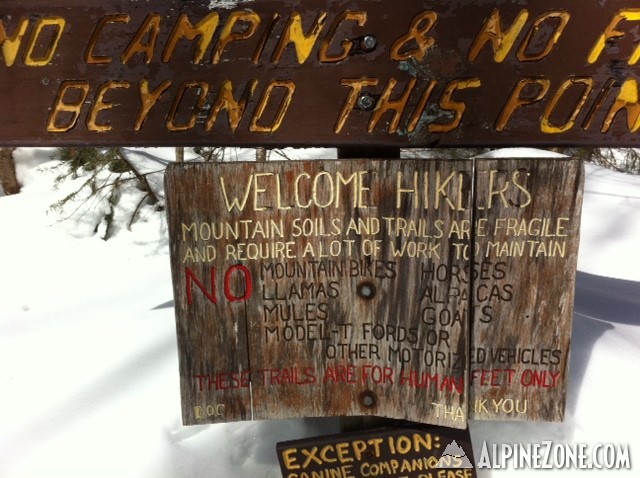 NO CAMPING & NO
BEYOND THIS POIN
WELCOME HIKERS
MOUNTAIN SOILS AND TRAILS ARE FRAGILE
AND REQUIRE A LOT OF WORK TO MAINTAIN
NO MOUNTAIN BIKES HORSES
LLAMAS ALPACAS
MULES GOATS
MODEL-T FORDS OR
OTHER MOTORIZED VEHICLES
THESE TRAILS ARE FOR HUMAN FEET ONLY
DOC THANK YOU
EXCEPTION:
CANINE COMPANIONS
PLEASE
ALPINEZONE.COM